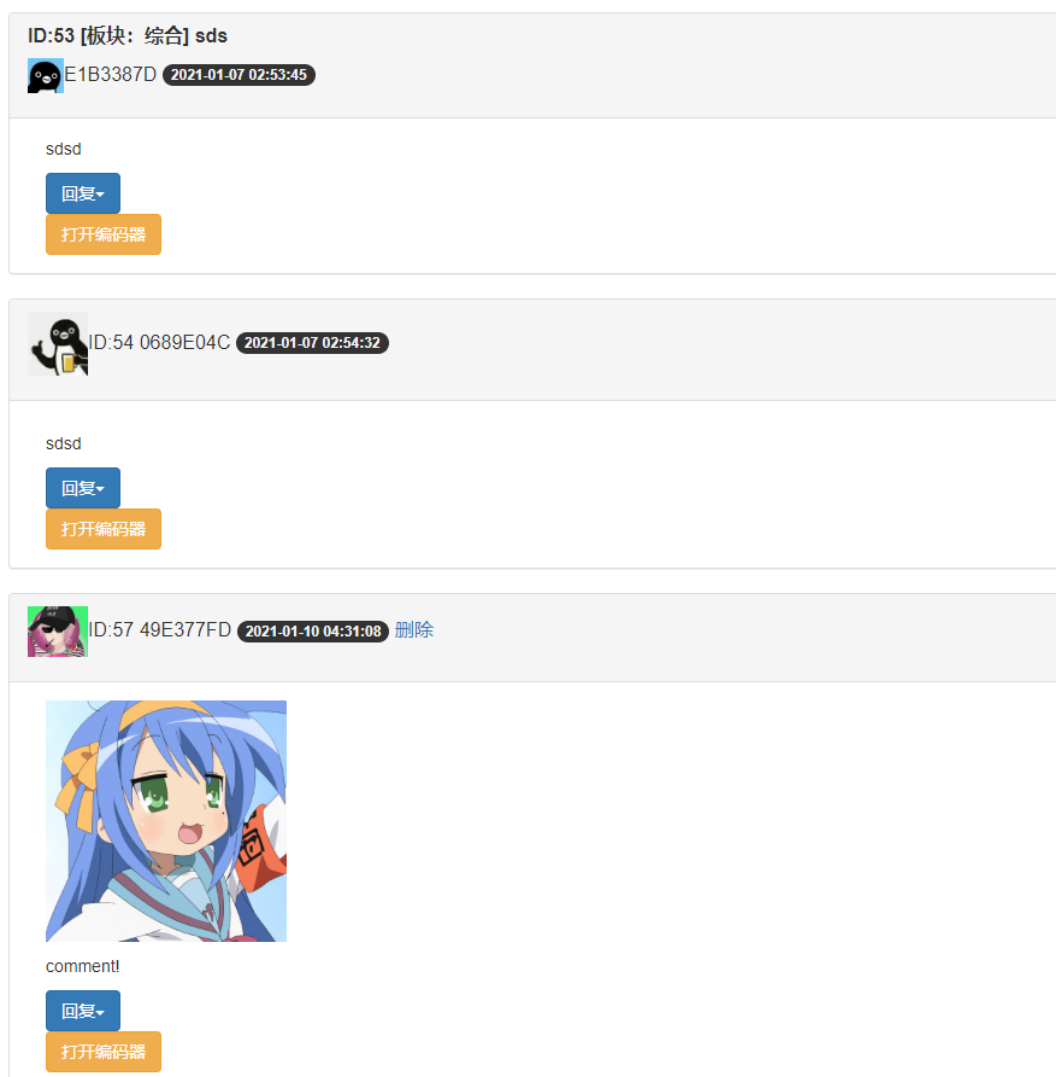 ID:53 [板块：综合] sds
E1B3387D 2021-01-07 02:53:45
sdsd
回复
打开编码器
ID:54 0689E04C 2021-01-07 02:54:32
sdsd
回复
打开编码器
ID:57 49E377FD 2021-01-10 04:31:08 删除
comment!
回复
打开编码器